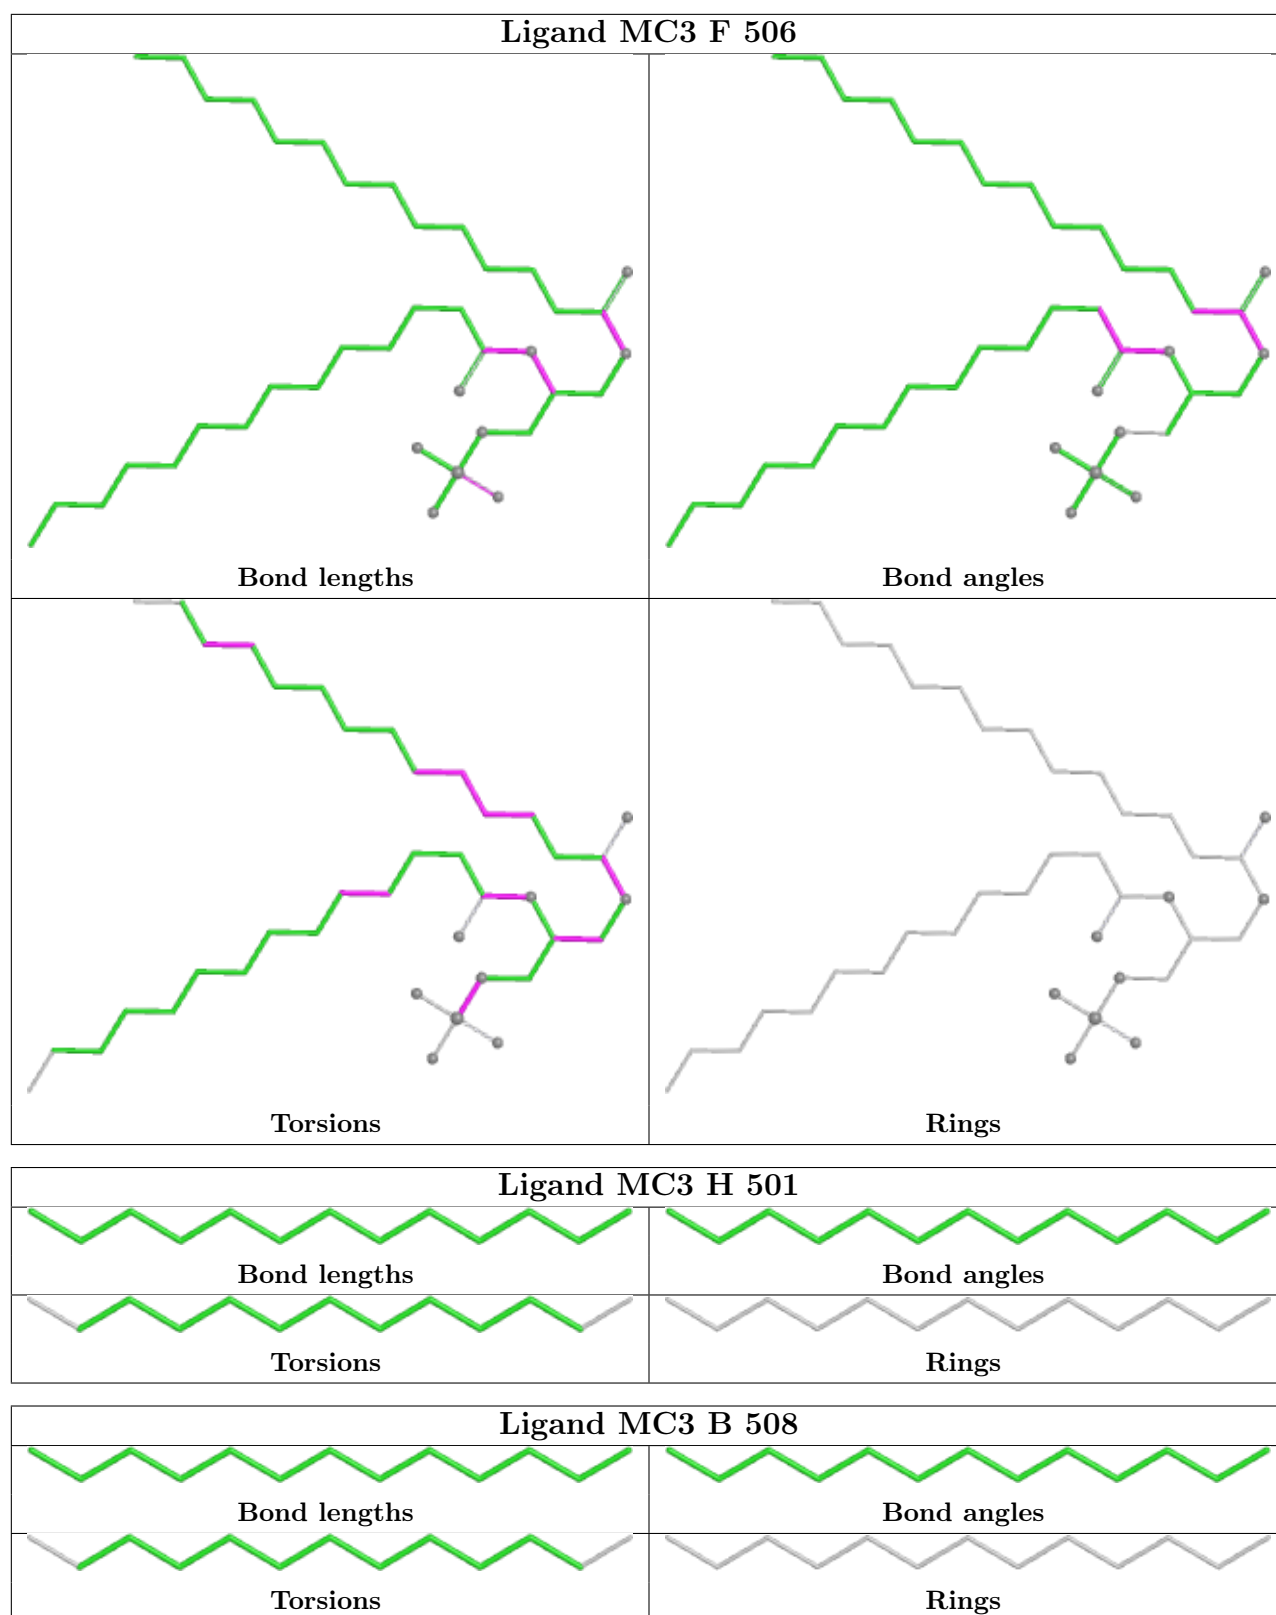 Ligand MC3 F 506
Bond lengths
Bond angles
Torsions
Rings
Ligand MC3 H 501
Bond lengths
Bond angles
Torsions
Rings
Ligand MC3 B 508
Bond lengths
Bond angles
Torsions
Rings